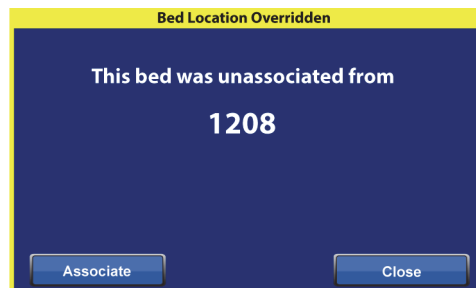 Bed Location Overridden
This bed was unassociated from
1208
Associate
Close